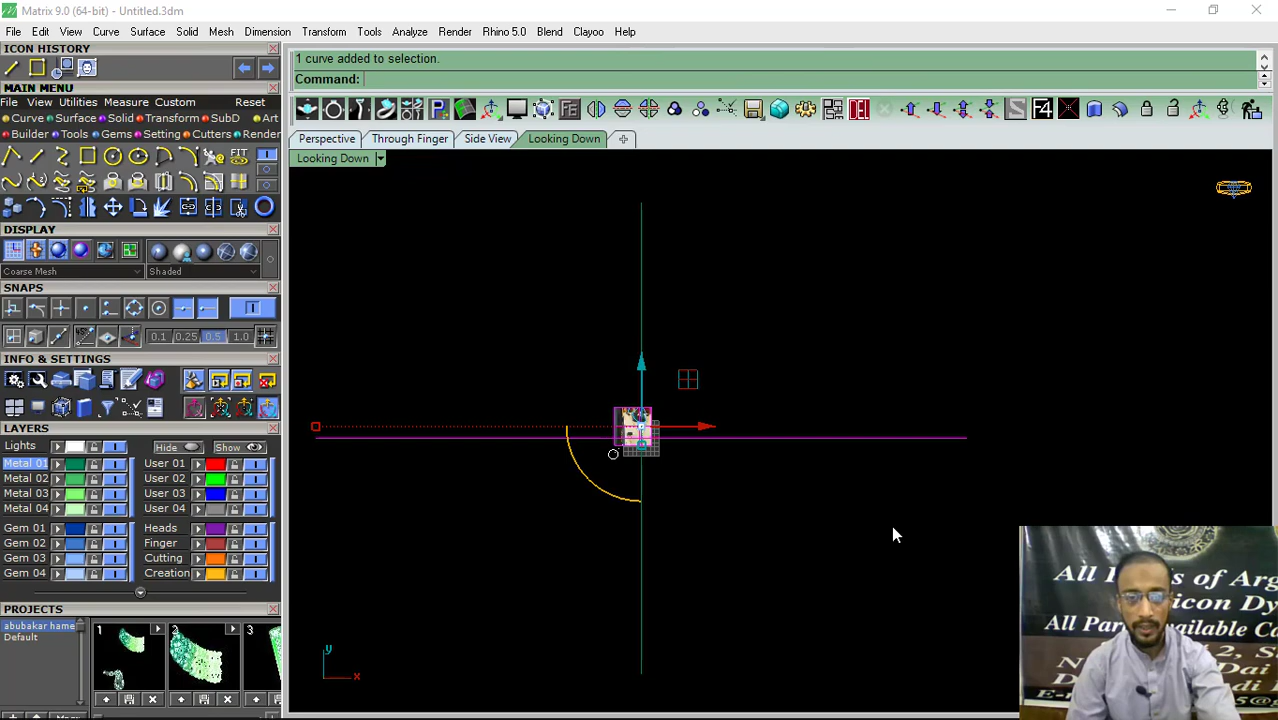 Matrix 9.0 (64-bit) - Untitled.3dm
File Edit View Curve Surface Solid Mesh Dimension Transform Tools Analyze Render Rhino 5.0 Blend Clayoo Help
ICON HISTORY
1 curve added to selection.
Command:
MAIN MENU
File View Utilities Measure Custom Reset
Curve Surface Solid Transform SubD Art
Builder Tools Gems Setting Cutters Render
F4
DEL
Perspective Through Finger Side View Looking Down
Looking Down
FIT
DISPLAY
Coarse Mesh Shaded
SNAPS
0.1 0.25 0.5 1.0
INFO & SETTINGS
LAYERS
Lights Hide Show
Metal 01 User 01
Metal 02 User 02
Metal 03 User 03
Metal 04 User 04
Gem 01 Heads
Gem 02 Finger
Gem 03 Cutting
Gem 04 Creation
PROJECTS
abubakar hame
Default
1 2 3
y
x